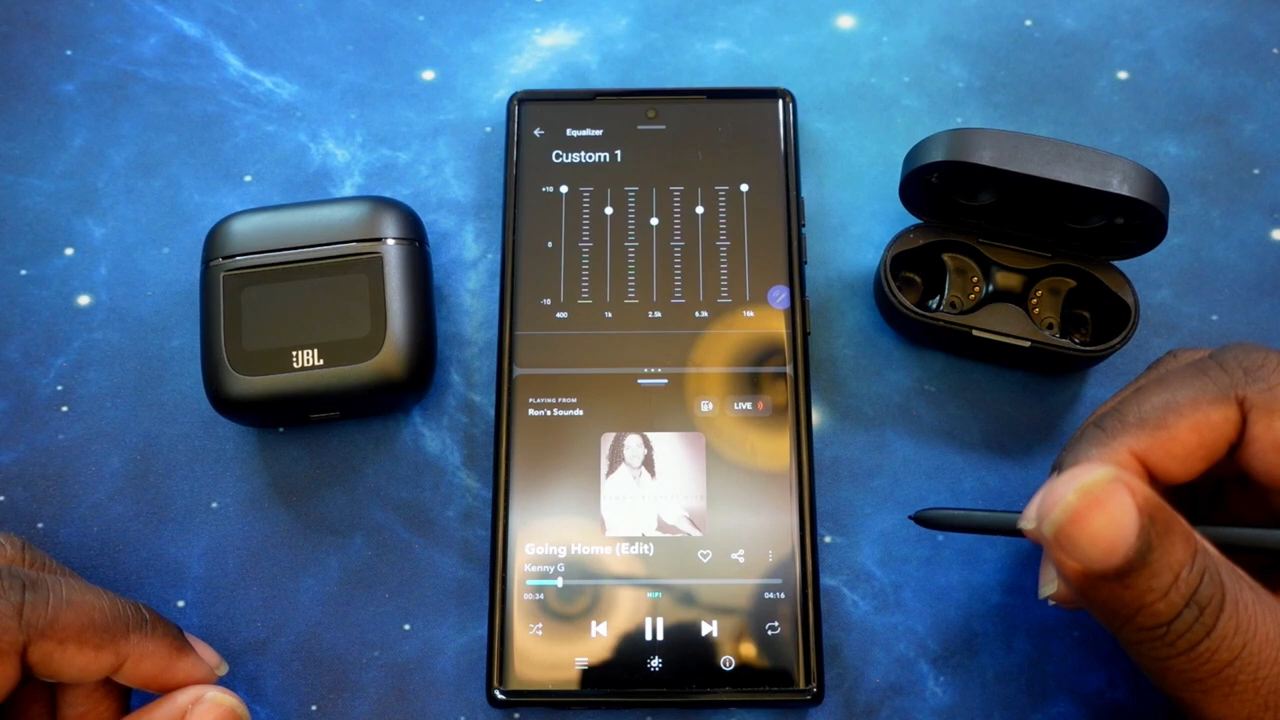 Equalizer
Custom 1
+10
0
-10
400 1k 2.5k 6.3k 16k
JBL
PLAYING FROM
Ron's Sounds
LIVE
Going Home (Edit)
Kenny G
00:34 HiFi 04:16